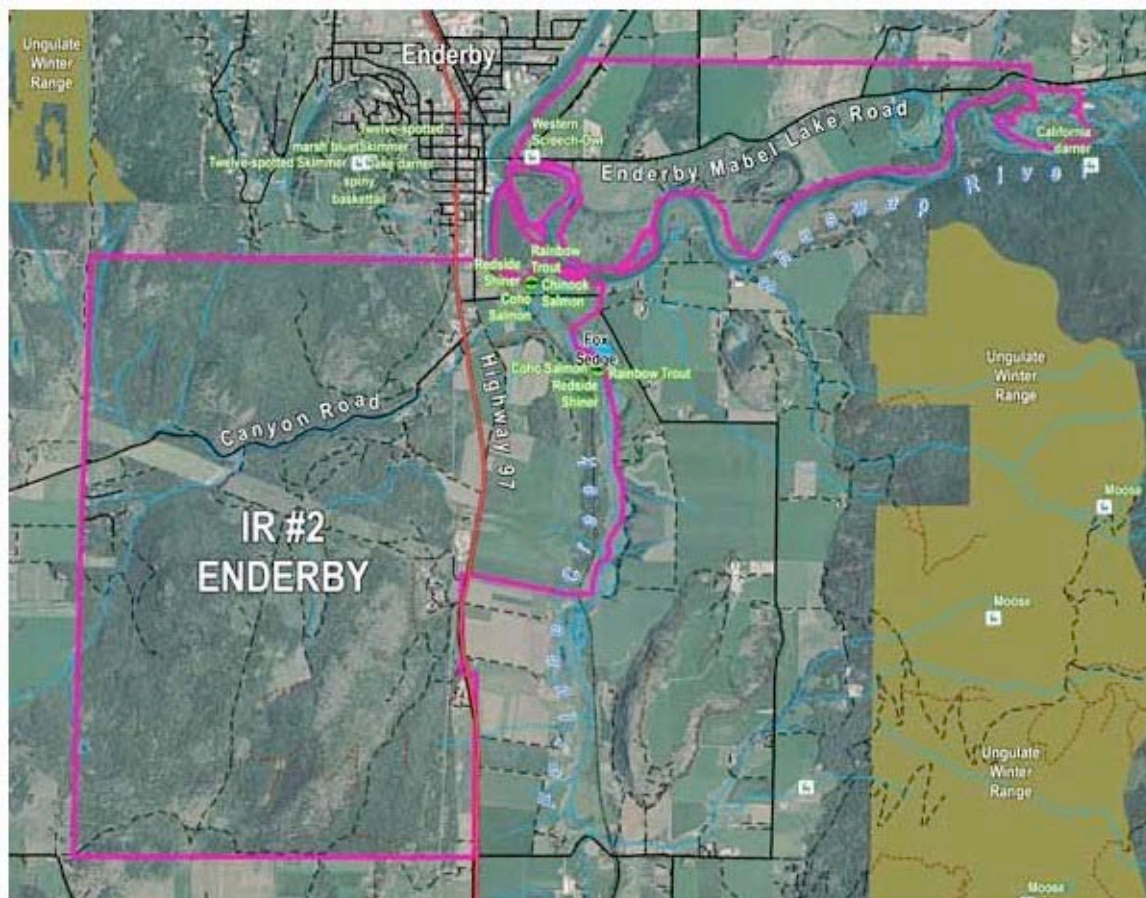 Ungulate
Winter
Range
Enderby
Twelve-spotted
marsh bluetSkimmer
Twelve-spotted Skimmer
lake darner
spiny
baskettail
Western
Screech-Owl
Enderby Mabel Lake Road
California
darner
Shuswap River
Rainbow
Trout
Redside
Shiner
Chinook
Salmon
Coho
Salmon
Fox
Sedge
Coho Salmon
Rainbow Trout
Redside
Shiner
Highway 97
Canyon Road
IR #2
ENDERBY
Fortune Creek
Ungulate
Winter
Range
Moose
Moose
Ungulate
Winter
Range
Moose